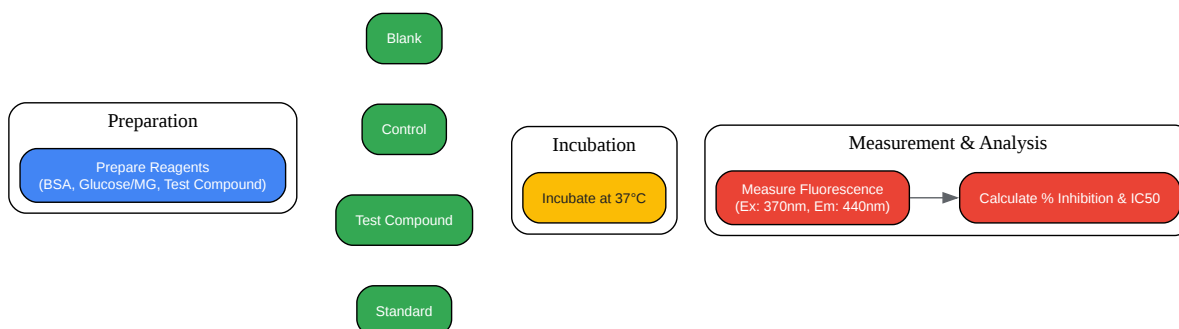 Preparation
Prepare Reagents
(BSA, Glucose/MG, Test Compound)
Blank
Control
Test Compound
Standard
Incubation
Incubate at 37°C
Measurement & Analysis
Measure Fluorescence
(Ex: 370nm, Em: 440nm)
Calculate % Inhibition & IC50